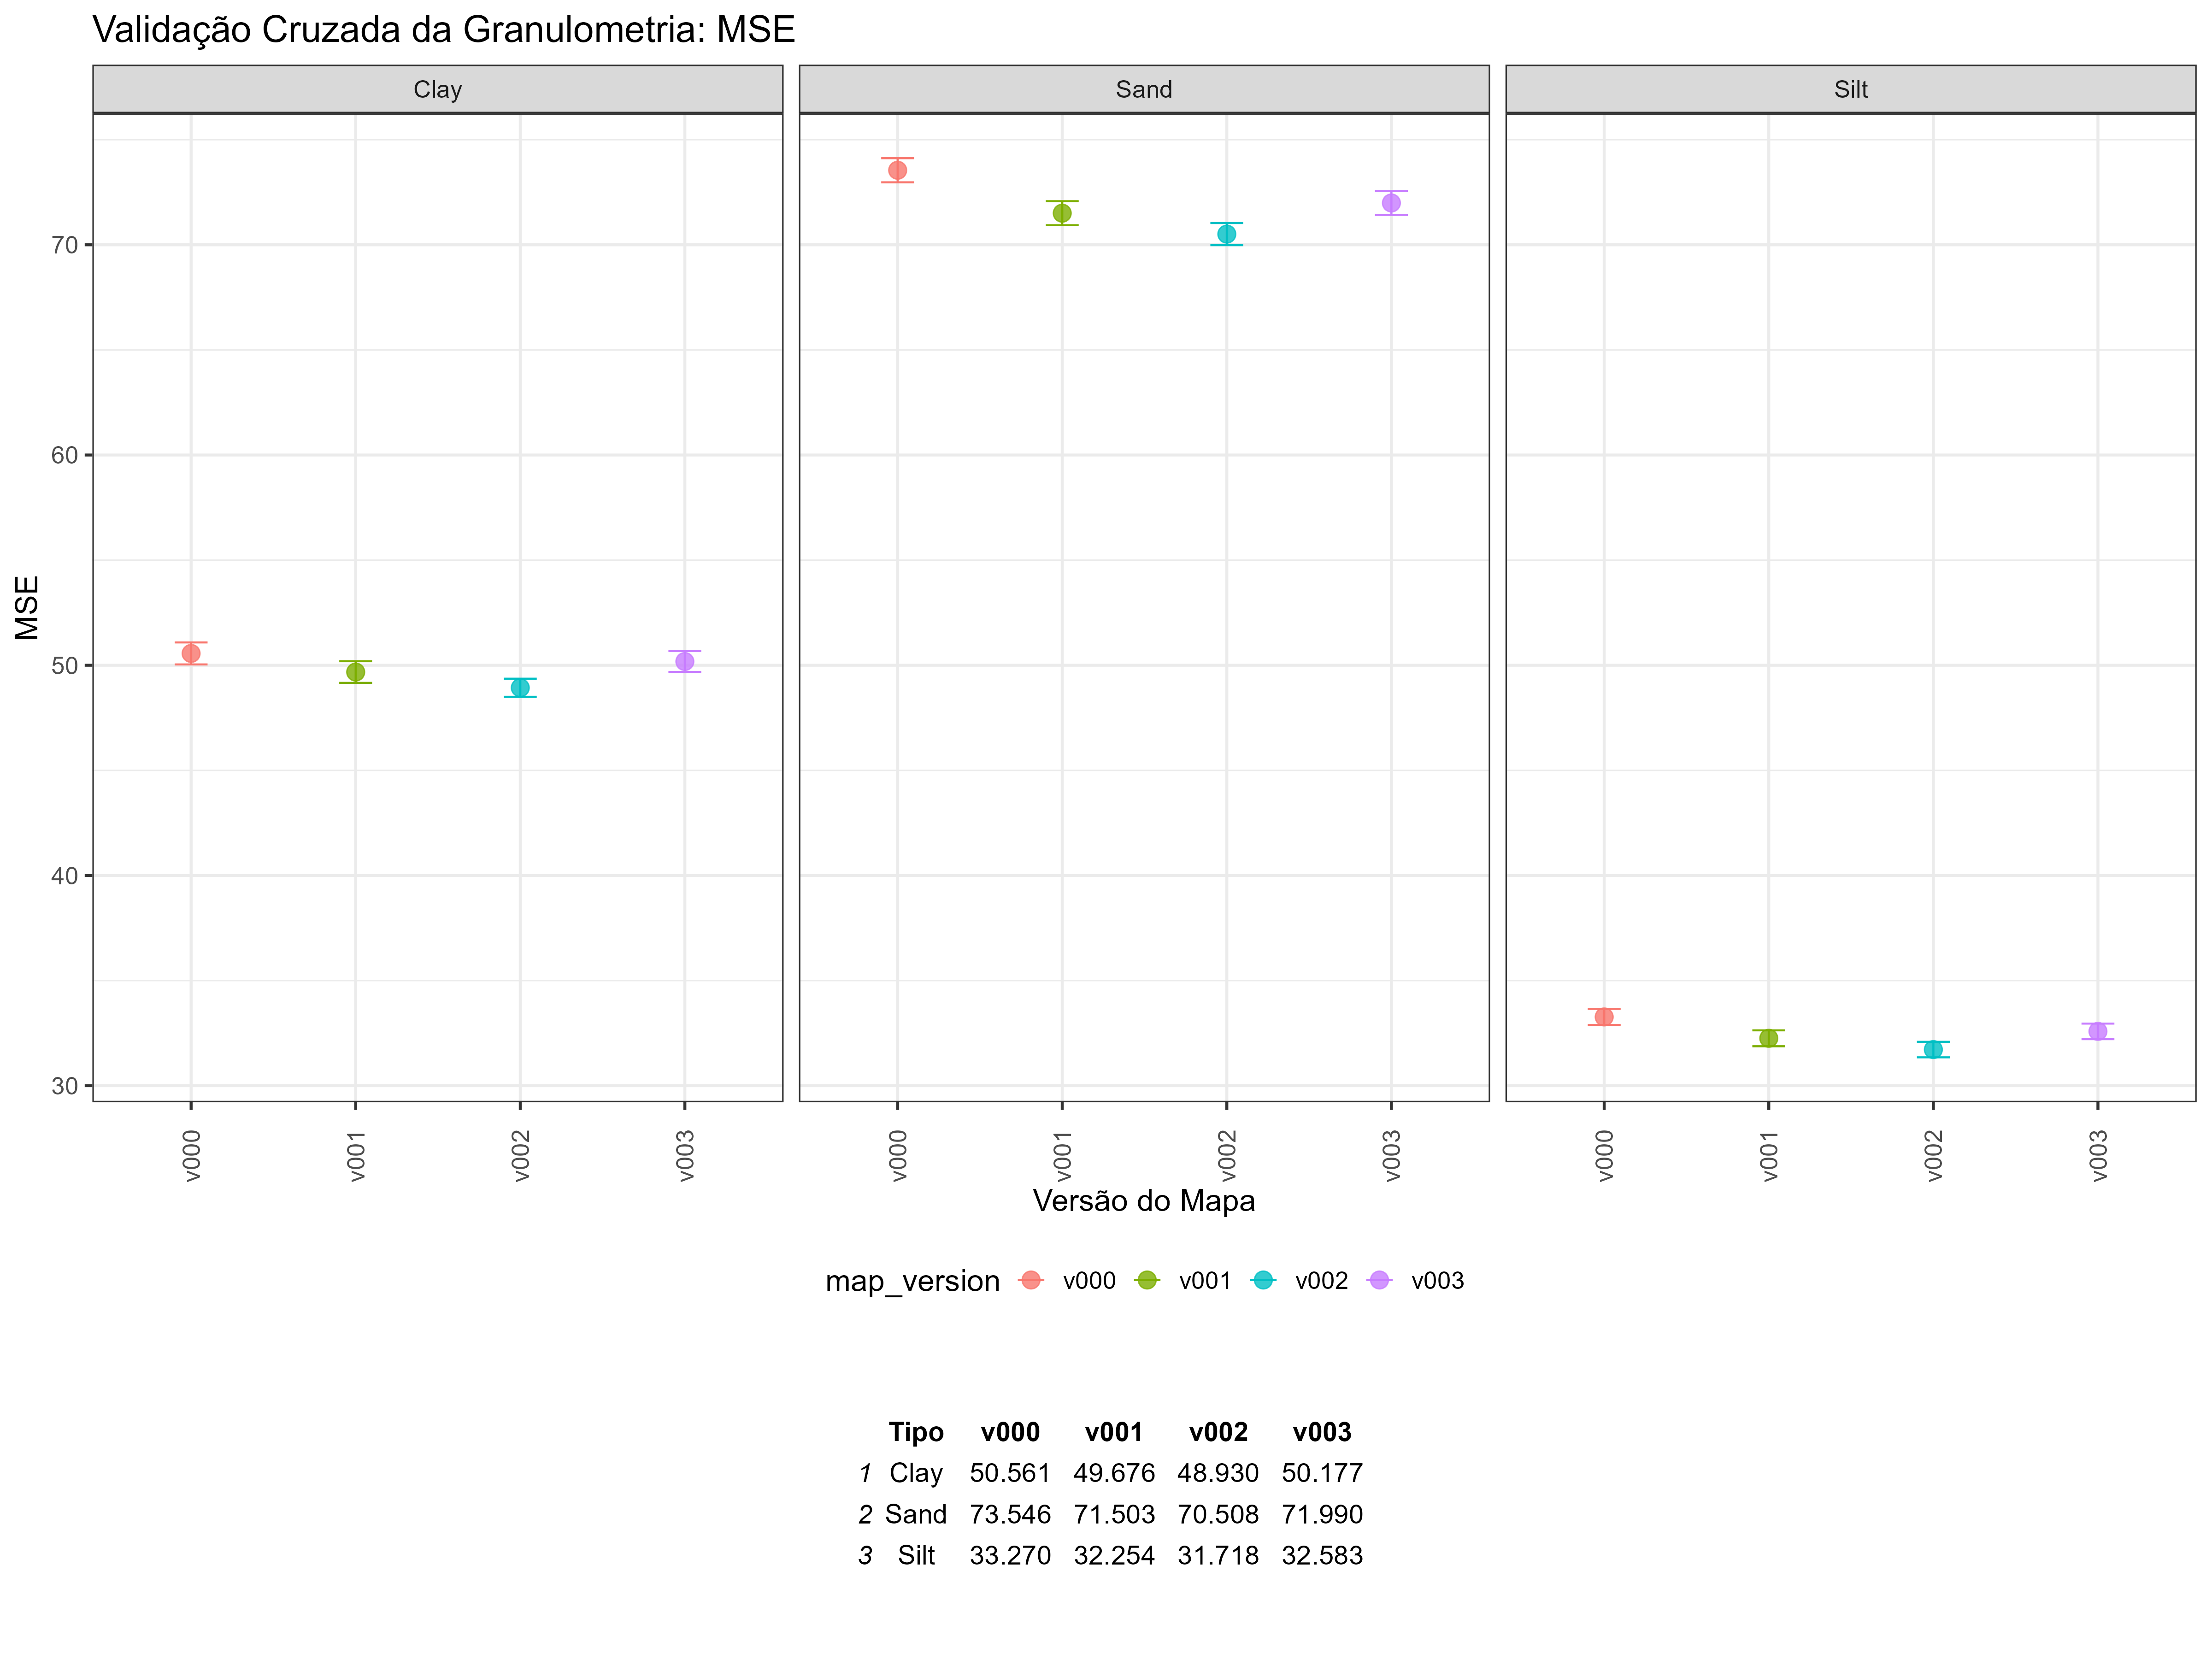 Validação Cruzada da Granulometria: MSE
Clay
Sand
Silt
MSE
70
60
50
40
30
v000 v001 v002 v003
v000 v001 v002 v003
v000 v001 v002 v003
Versão do Mapa
map_version v000 v001 v002 v003
Tipo v000 v001 v002 v003
1 Clay 50.561 49.676 48.930 50.177
2 Sand 73.546 71.503 70.508 71.990
3 Silt 33.270 32.254 31.718 32.583